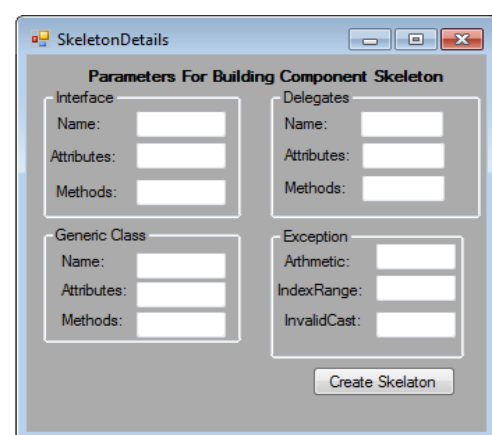 SkeletonDetails
Parameters For Building Component Skeleton
Interface
Name:
Attributes:
Methods:
Delegates
Name:
Attributes:
Methods:
Generic Class
Name:
Attributes:
Methods:
Exception
Arthmetic:
IndexRange:
InvalidCast:
Create Skelaton